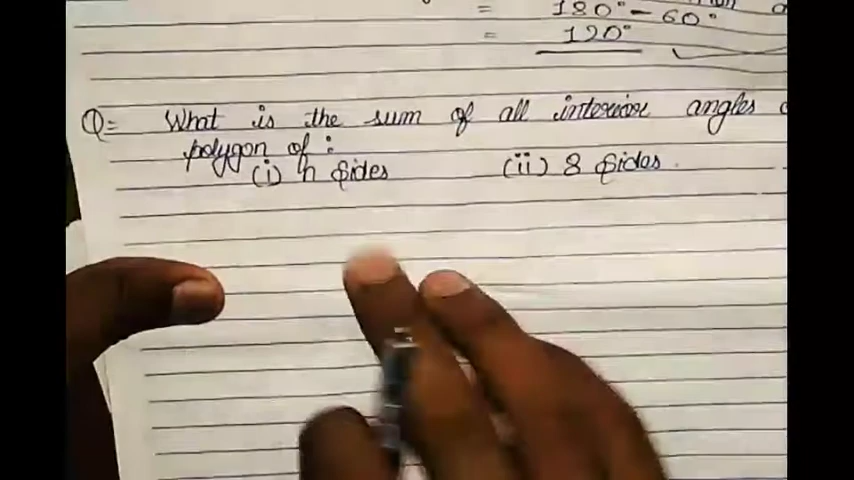 = 180° - 60°
= 120°
Q= What is the sum of all interior angles
polygon of :
(i) n sides (ii) 8 sides.